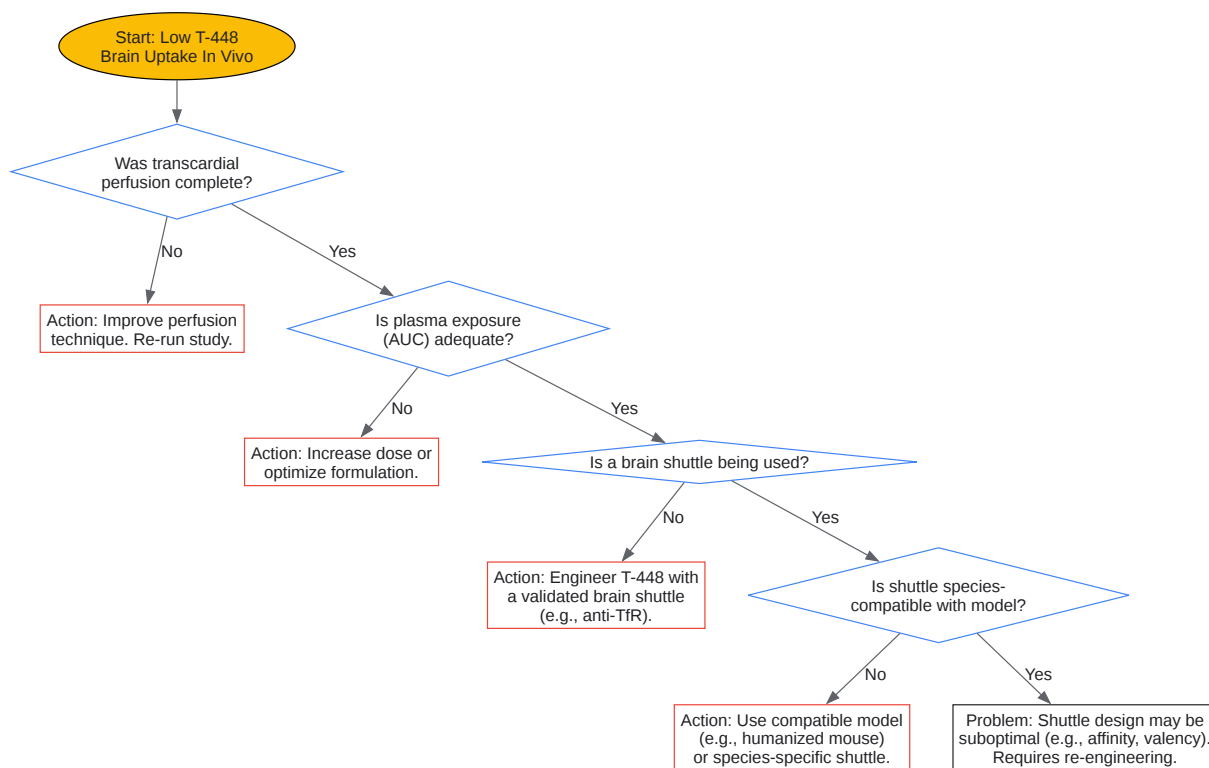 Start: Low T-448
Brain Uptake In Vivo
Was transcardial
perfusion complete?
No
Yes
Action: Improve perfusion
technique. Re-run study.
Is plasma exposure
(AUC) adequate?
No
Yes
Action: Increase dose or
optimize formulation.
Is a brain shuttle being used?
No
Yes
Action: Engineer T-448 with
a validated brain shuttle
(e.g., anti-TfR).
Is shuttle species-
compatible with model?
No
Yes
Action: Use compatible model
(e.g., humanized mouse)
or species-specific shuttle.
Problem: Shuttle design may be
suboptimal (e.g., affinity, valency).
Requires re-engineering.